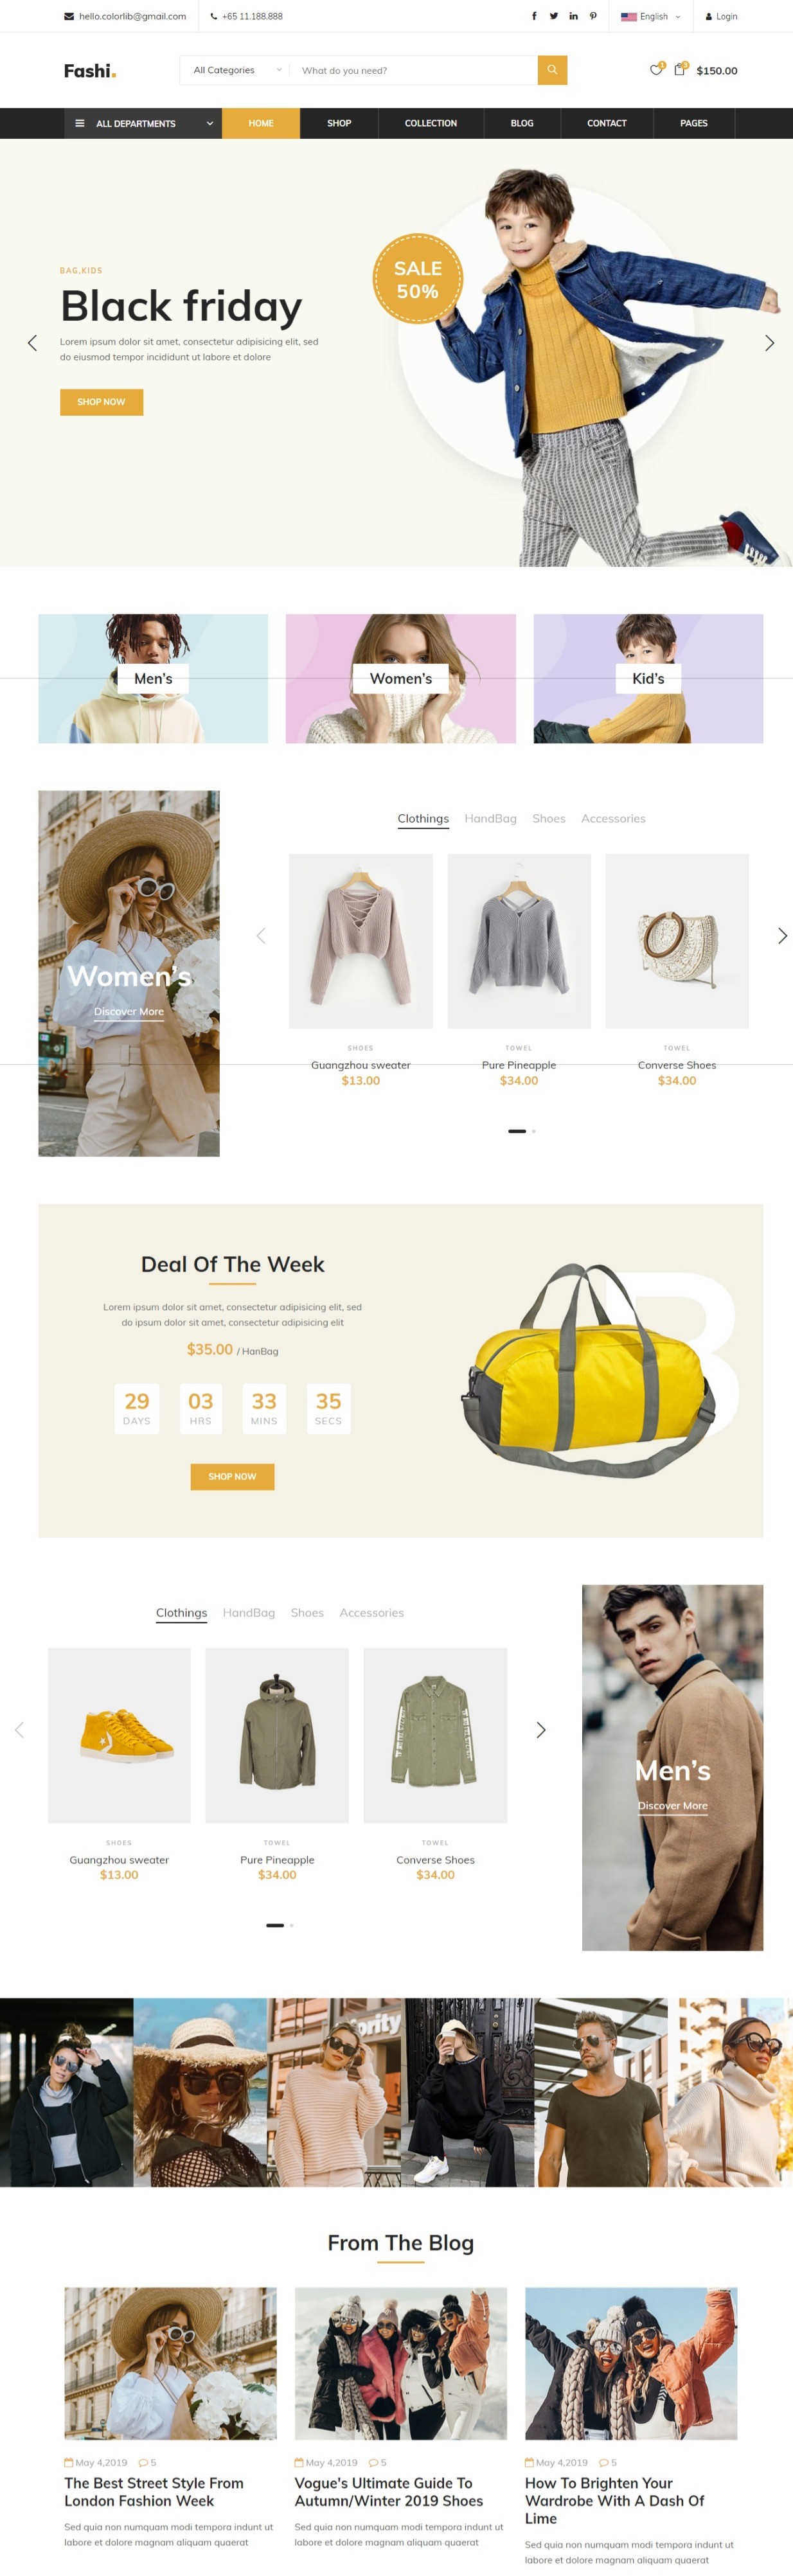 hello.colorlib@gmail.com
+65 11.188.888
English
Login
Fashi.
All Categories
What do you need?
1
3
$150.00
ALL DEPARTMENTS
HOME
SHOP
COLLECTION
BLOG
CONTACT
PAGES
BAG,KIDS
Black friday
Lorem ipsum dolor sit amet, consectetur adipisicing elit, sed
do eiusmod tempor incididunt ut labore et dolore
SHOP NOW
SALE
50%
Men's
Women's
Kid's
Women's
Discover More
Clothings
HandBag
Shoes
Accessories
SHOES
Guangzhou sweater
$13.00
TOWEL
Pure Pineapple
$34.00
TOWEL
Converse Shoes
$34.00
Deal Of The Week
Lorem ipsum dolor sit amet, consectetur adipisicing elit, sed
do ipsum dolor sit amet, consectetur adipisicing elit
$35.00 / HanBag
29
DAYS
03
HRS
33
MINS
35
SECS
SHOP NOW
B
Clothings
HandBag
Shoes
Accessories
SHOES
Guangzhou sweater
$13.00
TOWEL
Pure Pineapple
$34.00
TOWEL
Converse Shoes
$34.00
Men's
Discover More
ority
From The Blog
May 4,2019
5
The Best Street Style From
London Fashion Week
Sed quia non numquam modi tempora indunt ut
labore et dolore magnam aliquam quaerat
May 4,2019
5
Vogue's Ultimate Guide To
Autumn/Winter 2019 Shoes
Sed quia non numquam modi tempora indunt ut
labore et dolore magnam aliquam quaerat
May 4,2019
5
How To Brighten Your
Wardrobe With A Dash Of
Lime
Sed quia non numquam modi tempora indunt ut
labore et dolore magnam aliquam quaerat